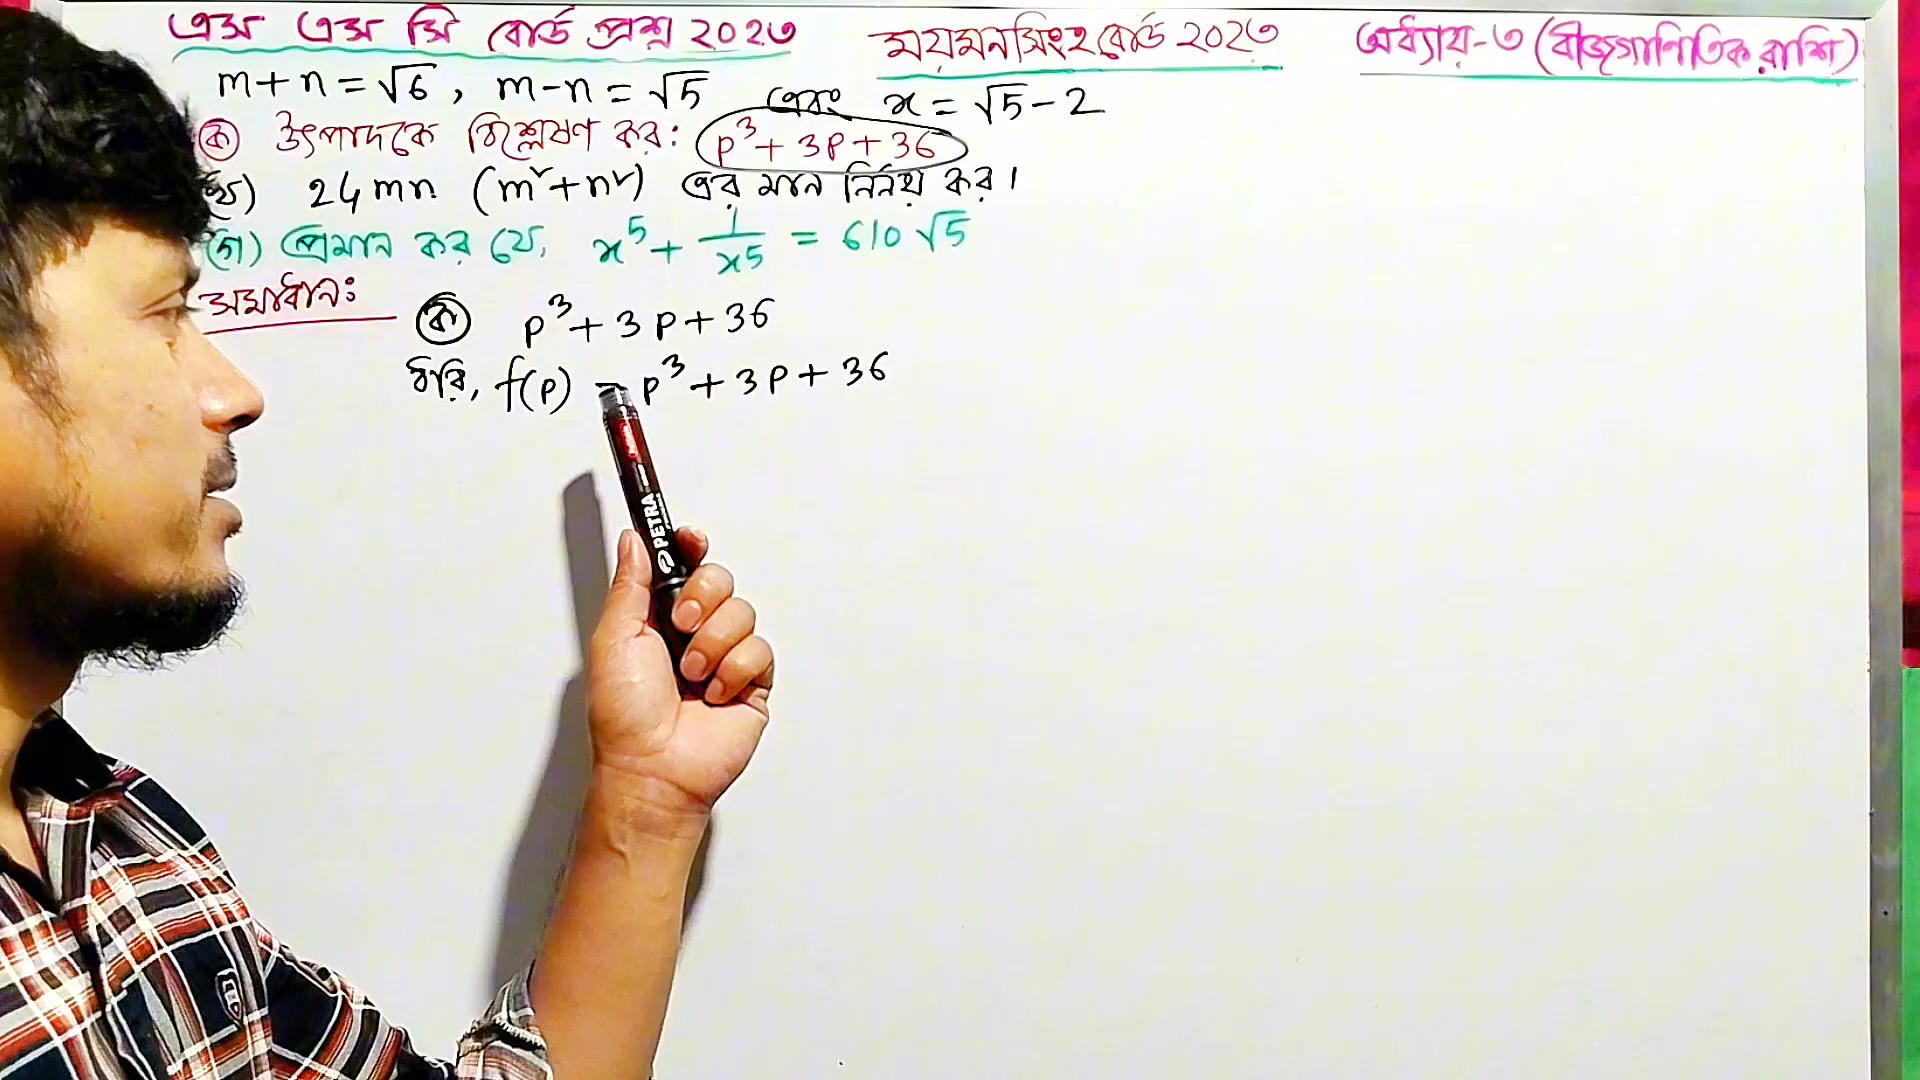 এস এস সি বোর্ড প্রশ্ন ২০২৩ ময়মনসিংহ বোর্ড ২০২৩ অধ্যায়-৩ (বীজগাণিতিক রাশি)
m+n=√6, m-n=√5 এবং x=√5-2
(ক) উৎপাদকে বিশ্লেষণ কর: p³+3p+36
খ) 24mn (m²+n²) এর মান নির্ণয় কর।
(গ) প্রমান কর যে, x⁵+1/x⁵ = 610√5
সমাধানঃ
(ক) p³+3p+36
ধরি, f(p) = p³+3p+36
PETRA